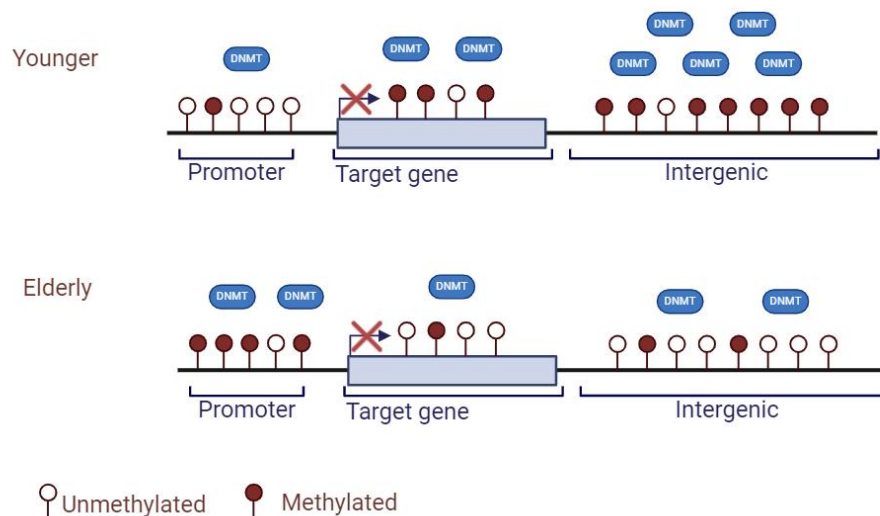 DNMT DNMT
DNMT
Younger
DNMT DNMT
DNMT DNMT DNMT
Promoter
Target gene
Intergenic
Elderly
DNMT
DNMT DNMT
DNMT DNMT
Promoter
Target gene
Intergenic
Unmethylated
Methylated